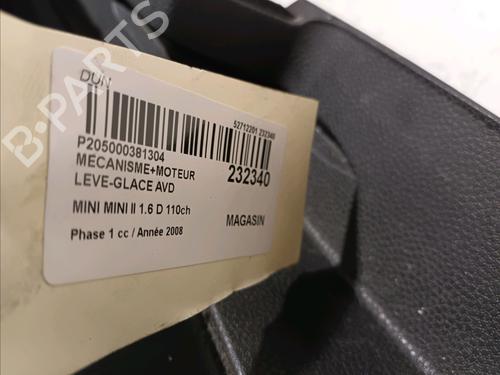 DUN
52712201 232340
P205000381304
MECANISME+MOTEUR
LEVE-GLACE AVD
232340
MINI MINI II 1.6 D 110ch
MAGASIN
Phase 1 cc / Année 2008
B-PARTS